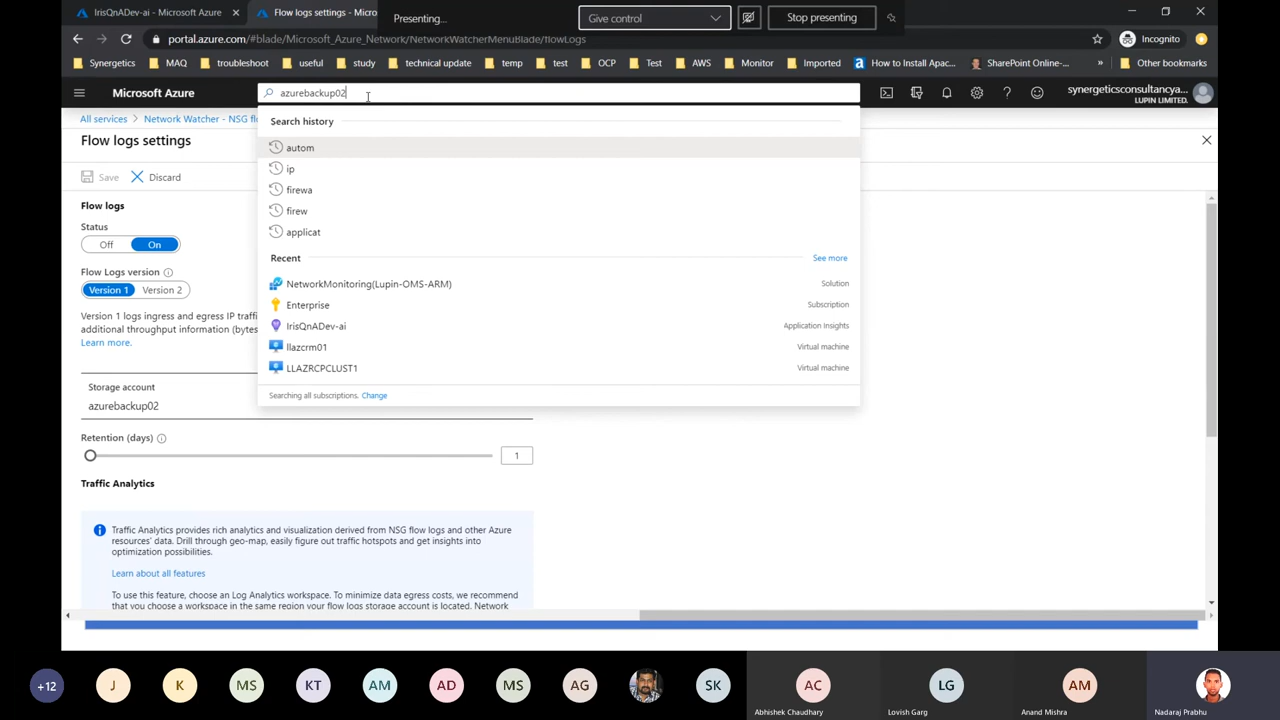 IrisQnADev-ai - Microsoft Azure
Flow logs settings - Micros
Presenting...
Give control
Stop presenting
portal.azure.com/#blade/Microsoft_Azure_Network/NetworkWatcherMenuBlade/flowLogs
Incognito
Synergetics
MAQ
troubleshoot
useful
study
technical update
temp
test
OCP
Test
AWS
Monitor
Imported
How to Install Apac...
SharePoint Online-...
»
Other bookmarks
Microsoft Azure
azurebackup02
synergeticsconsultancya...
LUPIN LIMITED.
All services > Network Watcher - NSG fl
Flow logs settings
Save
Discard
Flow logs
Status
Off
On
Flow Logs version
Version 1
Version 2
Version 1 logs ingress and egress IP traffi
additional throughput information (bytes
Learn more.
Storage account
azurebackup02
Retention (days)
1
Traffic Analytics
Traffic Analytics provides rich analytics and visualization derived from NSG flow logs and other Azure
resources' data. Drill through geo-map, easily figure out traffic hotspots and get insights into
optimization possibilities.
Learn about all features
To use this feature, choose an Log Analytics workspace. To minimize data egress costs, we recommend
that you choose a workspace in the same region your flow logs storage account is located. Network
Search history
autom
ip
firewa
firew
applicat
Recent
See more
NetworkMonitoring(Lupin-OMS-ARM)
Solution
Enterprise
Subscription
IrisQnADev-ai
Application Insights
llazcrm01
Virtual machine
LLAZRCPCLUST1
Virtual machine
Searching all subscriptions. Change
+12
J
K
MS
KT
AM
AD
MS
AG
SK
AC
Abhishek Chaudhary
LG
Lovish Garg
AM
Anand Mishra
Nadaraj Prabhu